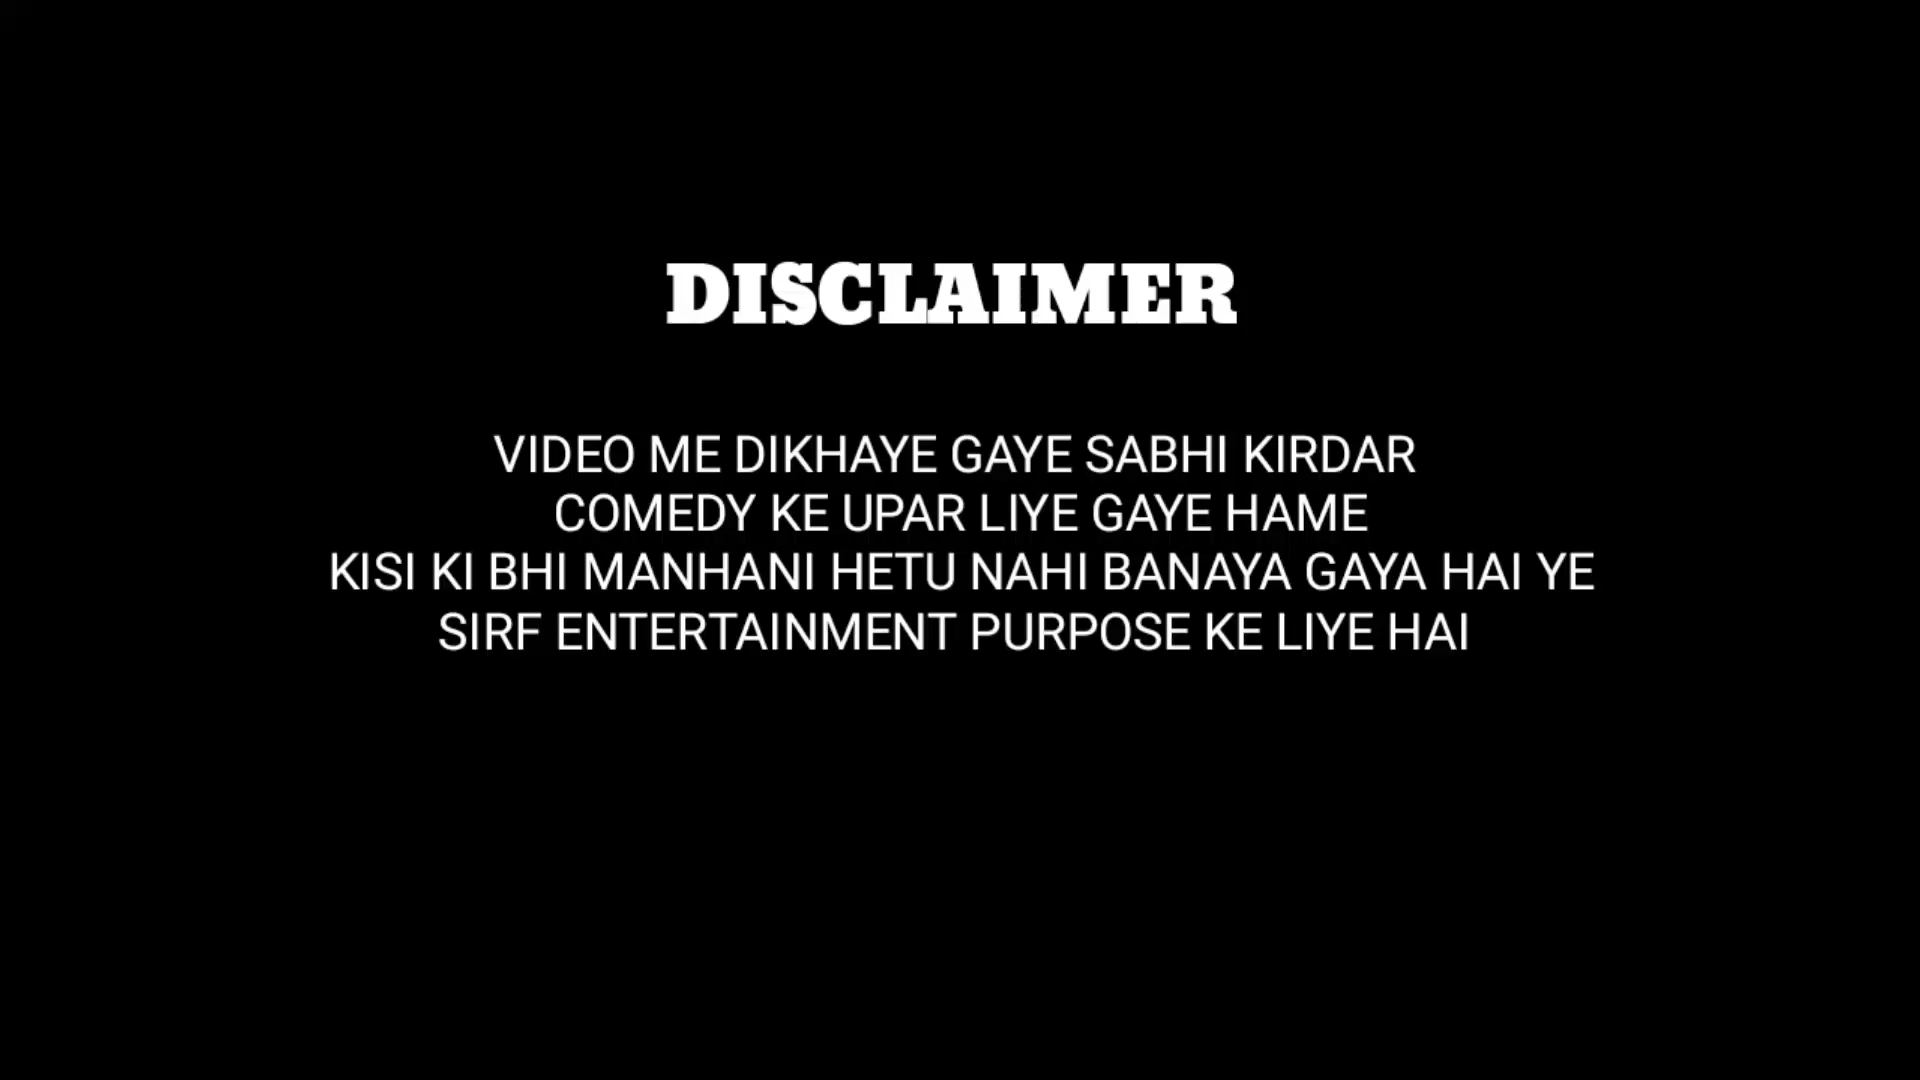 DISCLAIMER
VIDEO ME DIKHAYE GAYE SABHI KIRDAR
COMEDY KE UPAR LIYE GAYE HAME
KISI KI BHI MANHANI HETU NAHI BANAYA GAYA HAI YE
SIRF ENTERTAINMENT PURPOSE KE LIYE HAI